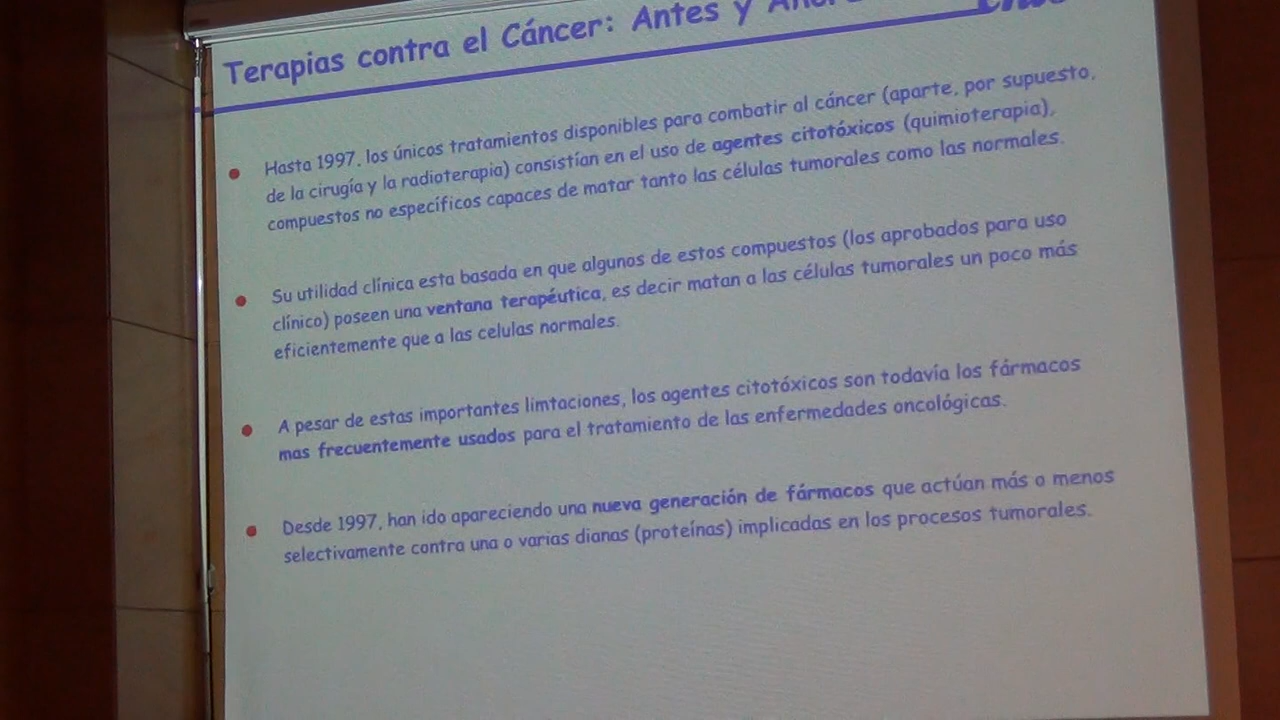 Terapias contra el Cáncer: Antes y
Hasta 1997, los únicos tratamientos disponibles para combatir al cáncer (aparte, por supuesto,
de la cirugía y la radioterapia) consistían en el uso de agentes citotóxicos (quimioterapia),
compuestos no específicos capaces de matar tanto las células tumorales como las normales.
Su utilidad clínica esta basada en que algunos de estos compuestos (los aprobados para uso
clínico) poseen una ventana terapéutica, es decir matan a las células tumorales un poco más
eficientemente que a las celulas normales.
A pesar de estas importantes limtaciones, los agentes citotóxicos son todavía los fármacos
mas frecuentemente usados para el tratamiento de las enfermedades oncológicas.
Desde 1997, han ido apareciendo una nueva generación de fármacos que actúan más o menos
selectivamente contra una o varias dianas (proteínas) implicadas en los procesos tumorales.